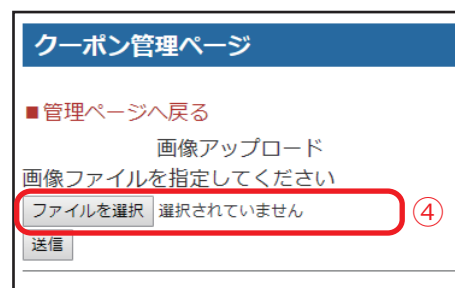 クーポン管理ページ
■管理ページへ戻る
画像アップロード
画像ファイルを指定してください
ファイルを選択 選択されていません
④
送信